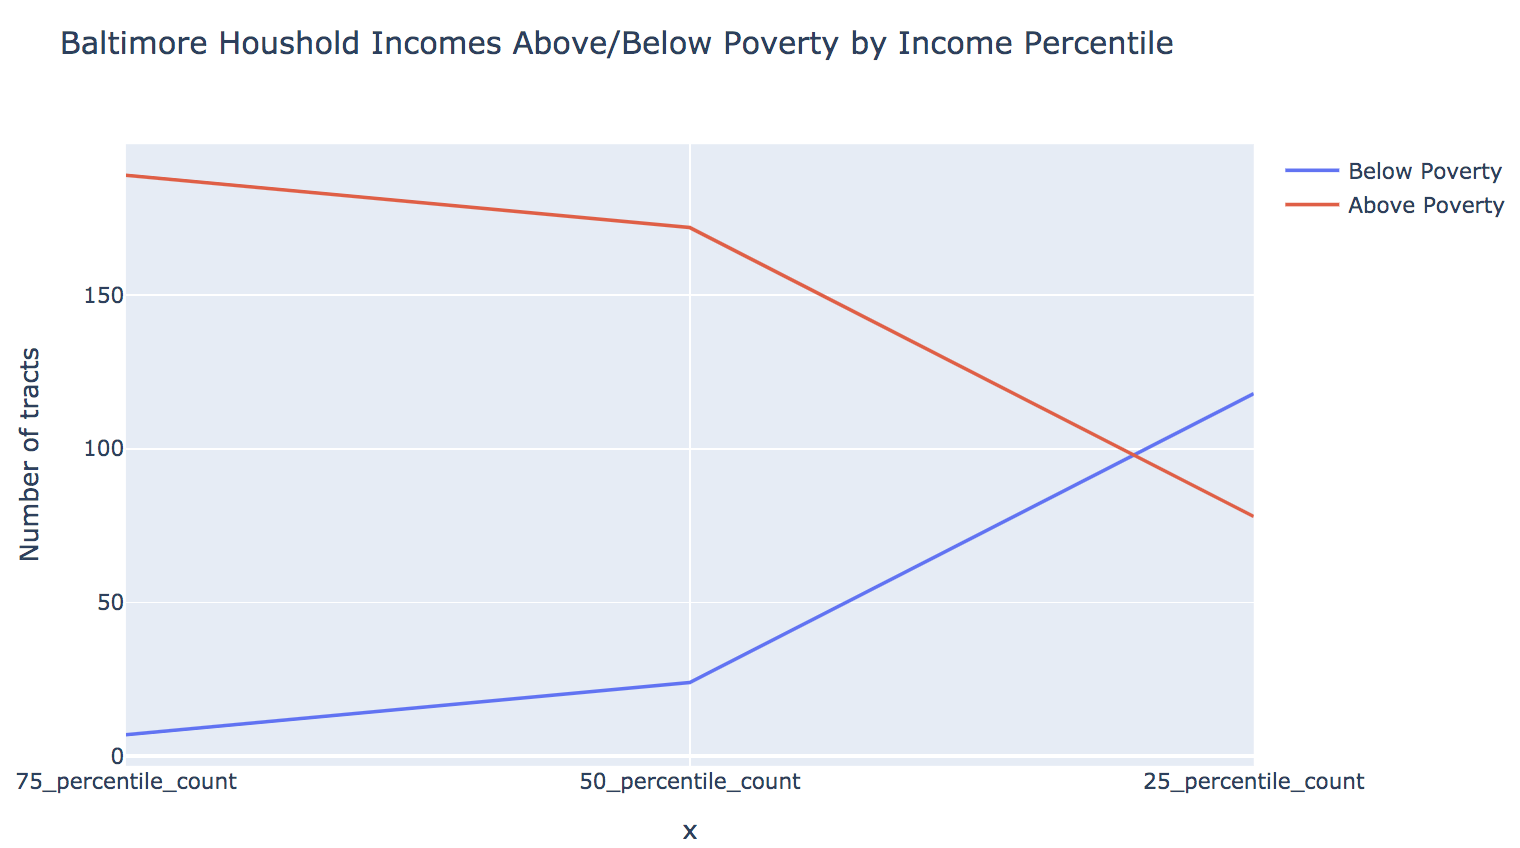 Baltimore Houshold Incomes Above/Below Poverty by Income Percentile
Below Poverty
Above Poverty
Number of tracts
150
100
50
0
75_percentile_count
50_percentile_count
25_percentile_count
x